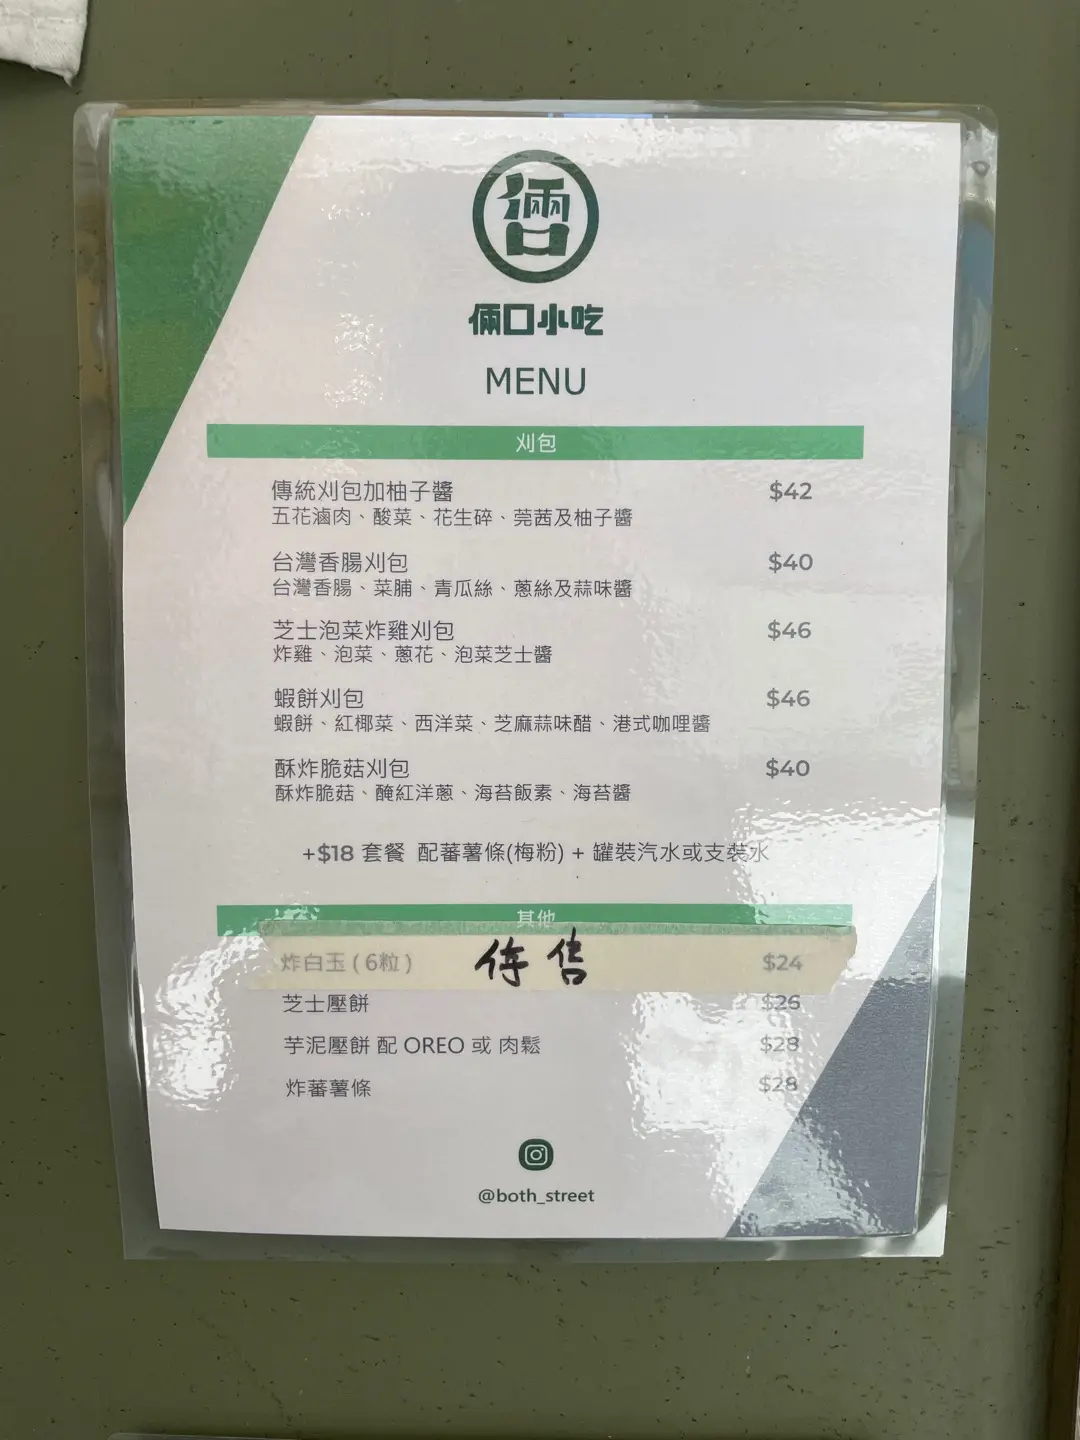 倆口
倆口小吃
MENU
刈包
傳統刈包加柚子醬 $42
五花滷肉、酸菜、花生碎、莞茜及柚子醬
台灣香腸刈包 $40
台灣香腸、菜脯、青瓜絲、蔥絲及蒜味醬
芝士泡菜炸雞刈包 $46
炸雞、泡菜、蔥花、泡菜芝士醬
蝦餅刈包 $46
蝦餅、紅椰菜、西洋菜、芝麻蒜味醋、港式咖哩醬
酥炸脆菇刈包 $40
酥炸脆菇、醃紅洋蔥、海苔飯素、海苔醬
+$18 套餐 配蕃薯條(梅粉) + 罐裝汽水或支裝水
其他
炸白玉 (6粒) 停售 $24
芝士壓餅 $26
芋泥壓餅 配 OREO 或 肉鬆 $28
炸蕃薯條 $28
@both_street